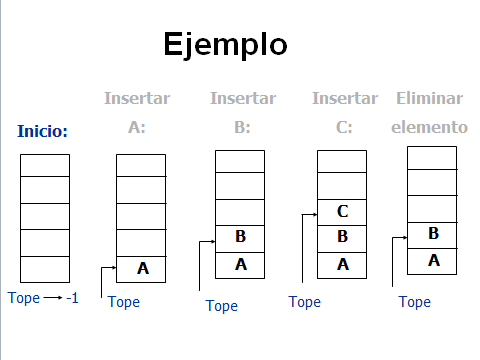 Ejemplo
Inicio:
Insertar
A:
Insertar
B:
Insertar
C:
Eliminar
elemento
C
B
B
B
A
A
A
A
Tope -1
Tope
Tope
Tope
Tope